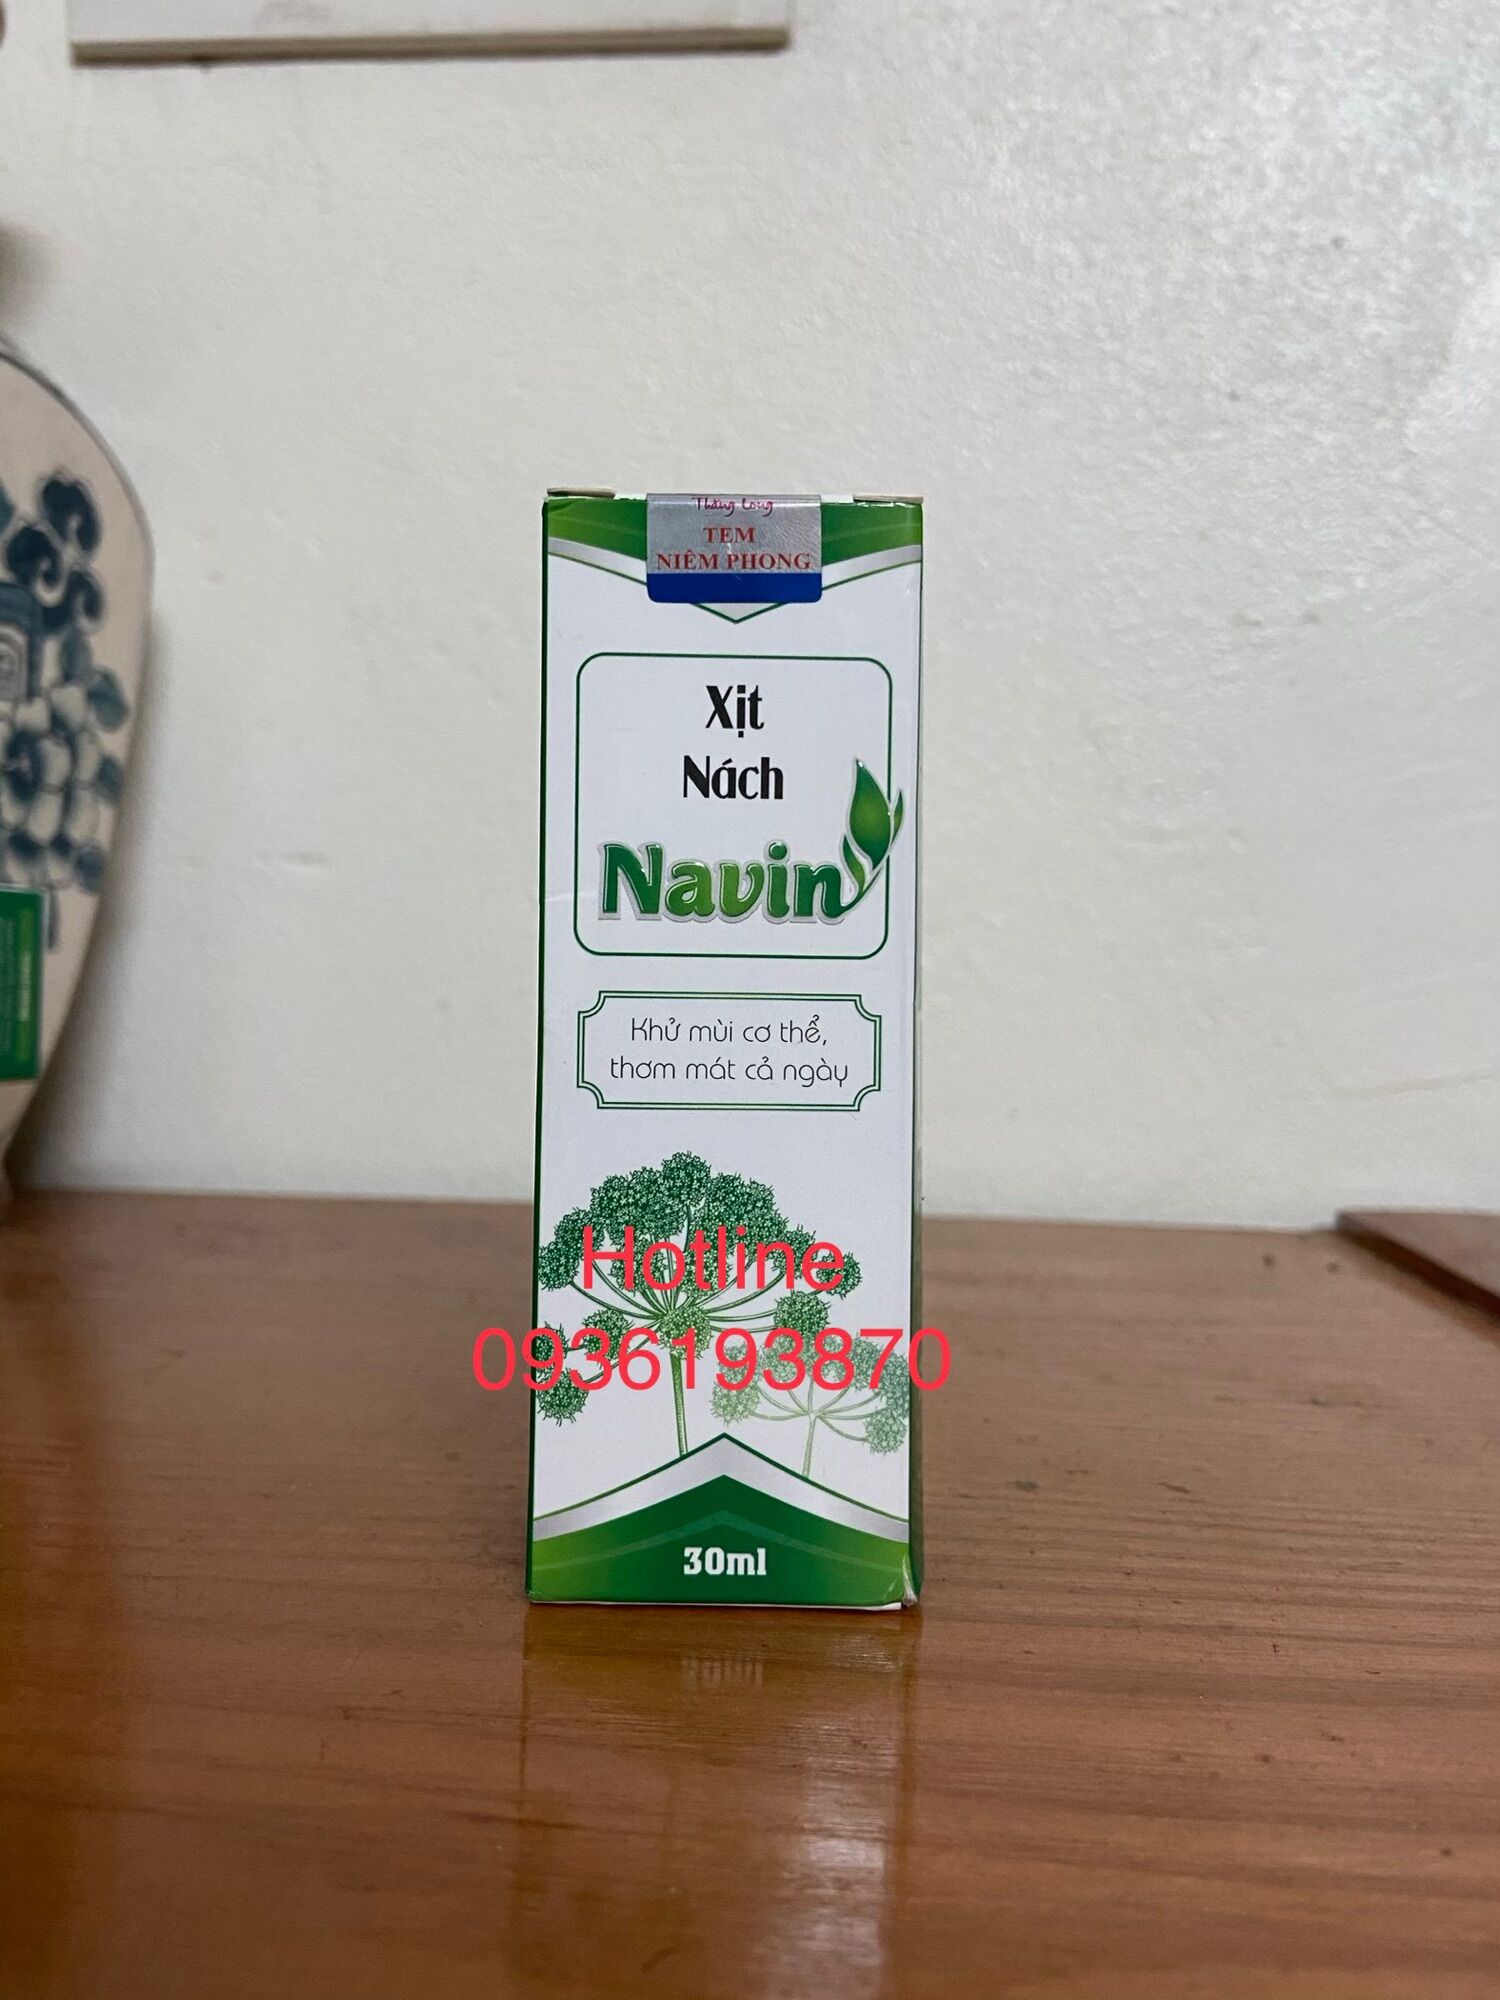 Thăng Long
TEM
NIÊM PHONG
Xịt
Nách
Navin
Khử mùi cơ thể,
thơm mát cả ngày
Hotline
0936193870
30ml